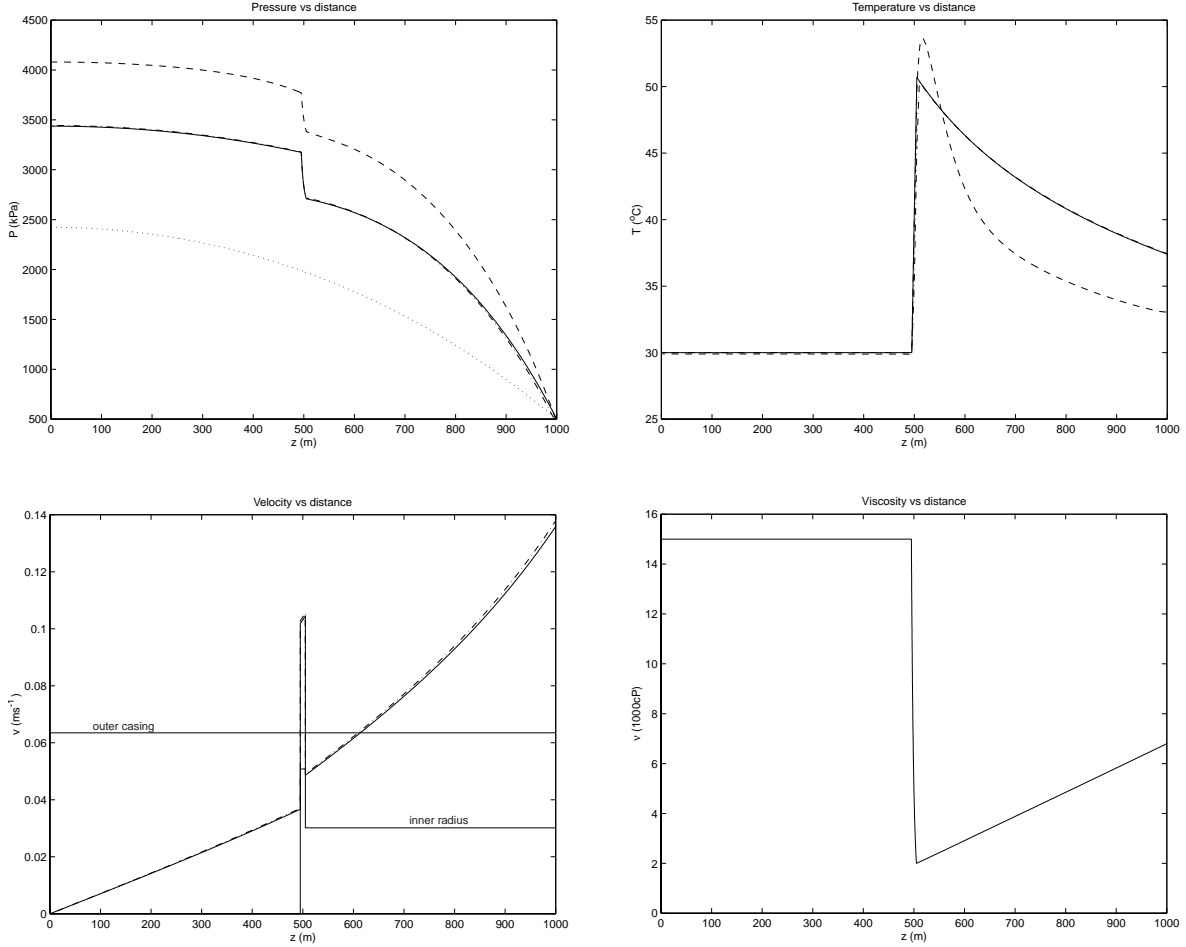 Pressure vs distance
4500
4000
3500
3000
2500
2000
1500
1000
500
P (kPa)
0 100 200 300 400 500 600 700 800 900 1000
z (m)
Temperature vs distance
55
50
45
40
35
30
25
T (°C)
0 100 200 300 400 500 600 700 800 900 1000
z (m)
Velocity vs distance
0.14
0.12
0.1
0.08
0.06
0.04
0.02
0
v (ms⁻¹)
outer casing
inner radius
0 100 200 300 400 500 600 700 800 900 1000
z (m)
Viscosity vs distance
16
14
12
10
8
6
4
2
0
ν (1000cP)
0 100 200 300 400 500 600 700 800 900 1000
z (m)